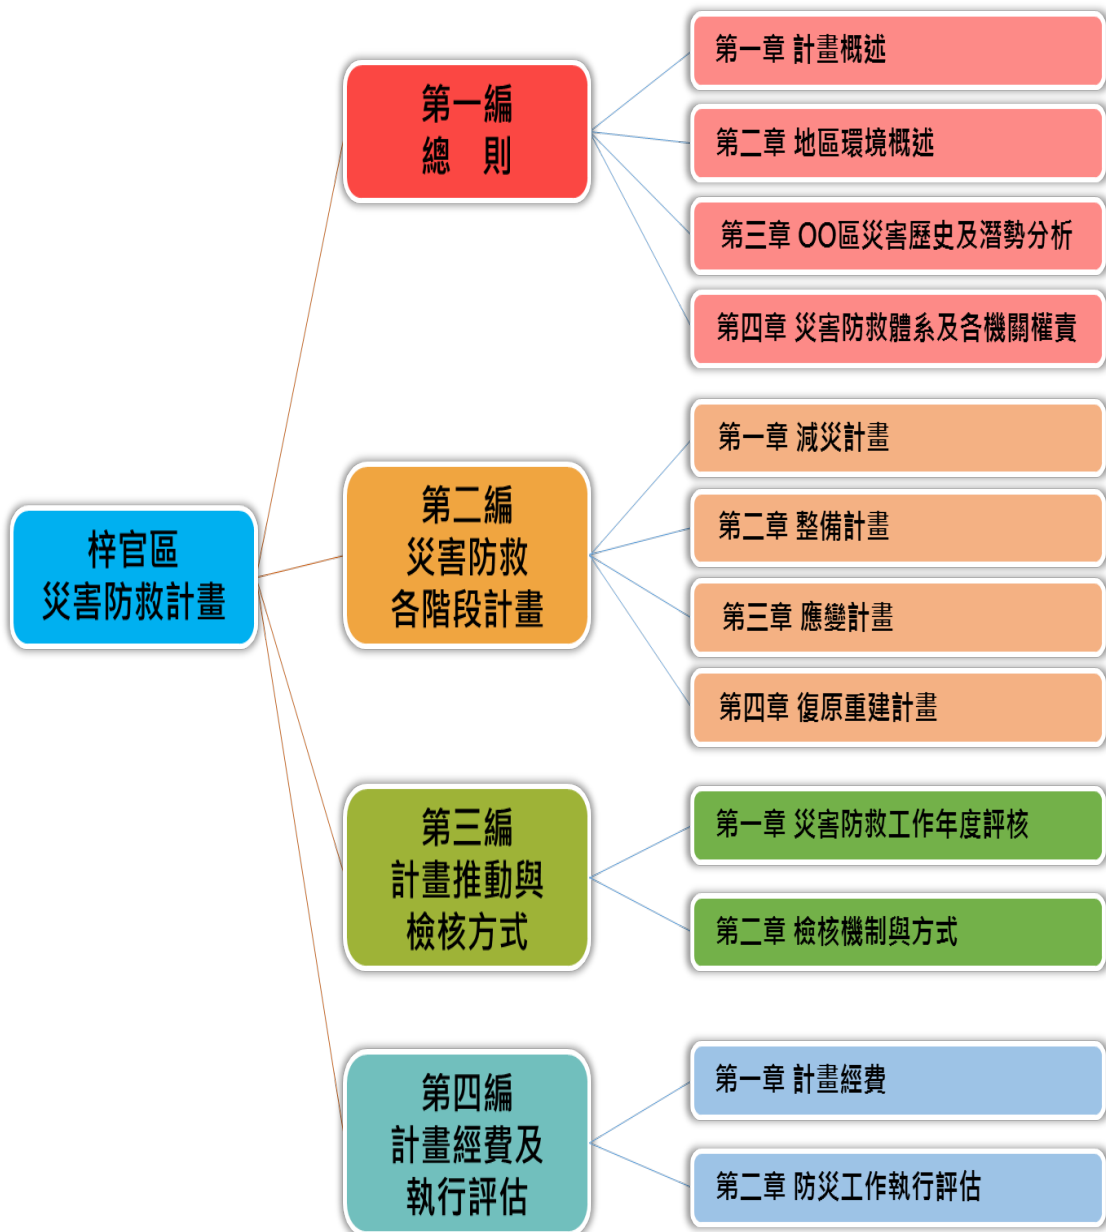 梓官區
災害防救計畫
第一編
總 則
第一章 計畫概述
第二章 地區環境概述
第三章 OO區災害歷史及潛勢分析
第四章 災害防救體系及各機關權責
第二編
災害防救
各階段計畫
第一章 減災計畫
第二章 整備計畫
第三章 應變計畫
第四章 復原重建計畫
第三編
計畫推動與
檢核方式
第一章 災害防救工作年度評核
第二章 檢核機制與方式
第四編
計畫經費及
執行評估
第一章 計畫經費
第二章 防災工作執行評估